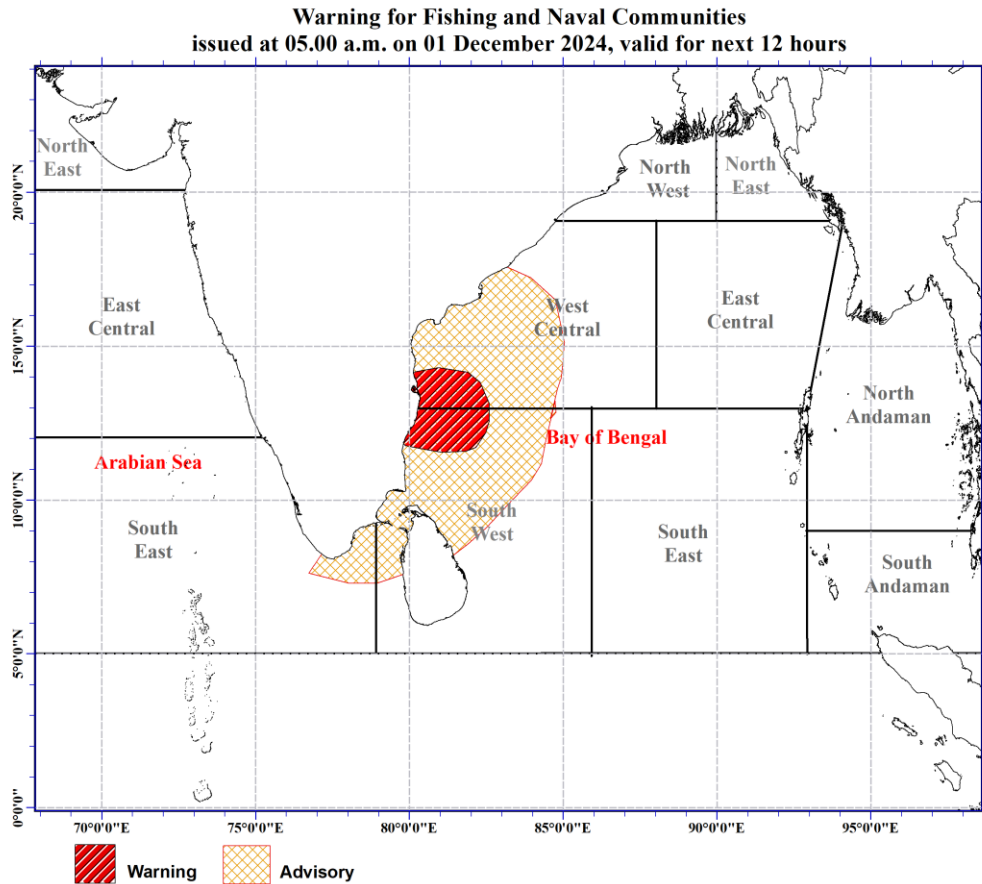 Warning for Fishing and Naval Communities
issued at 05.00 a.m. on 01 December 2024, valid for next 12 hours
North
East
North
West
North
East
20°0'0"N
East
Central
West
Central
East
Central
15°0'0"N
North
Andaman
Bay of Bengal
Arabian Sea
10°0'0"N
South
East
South
West
South
East
South
Andaman
5°0'0"N
0°0'0"
70°0'0"E
75°0'0"E
80°0'0"E
85°0'0"E
90°0'0"E
95°0'0"E
Warning
Advisory